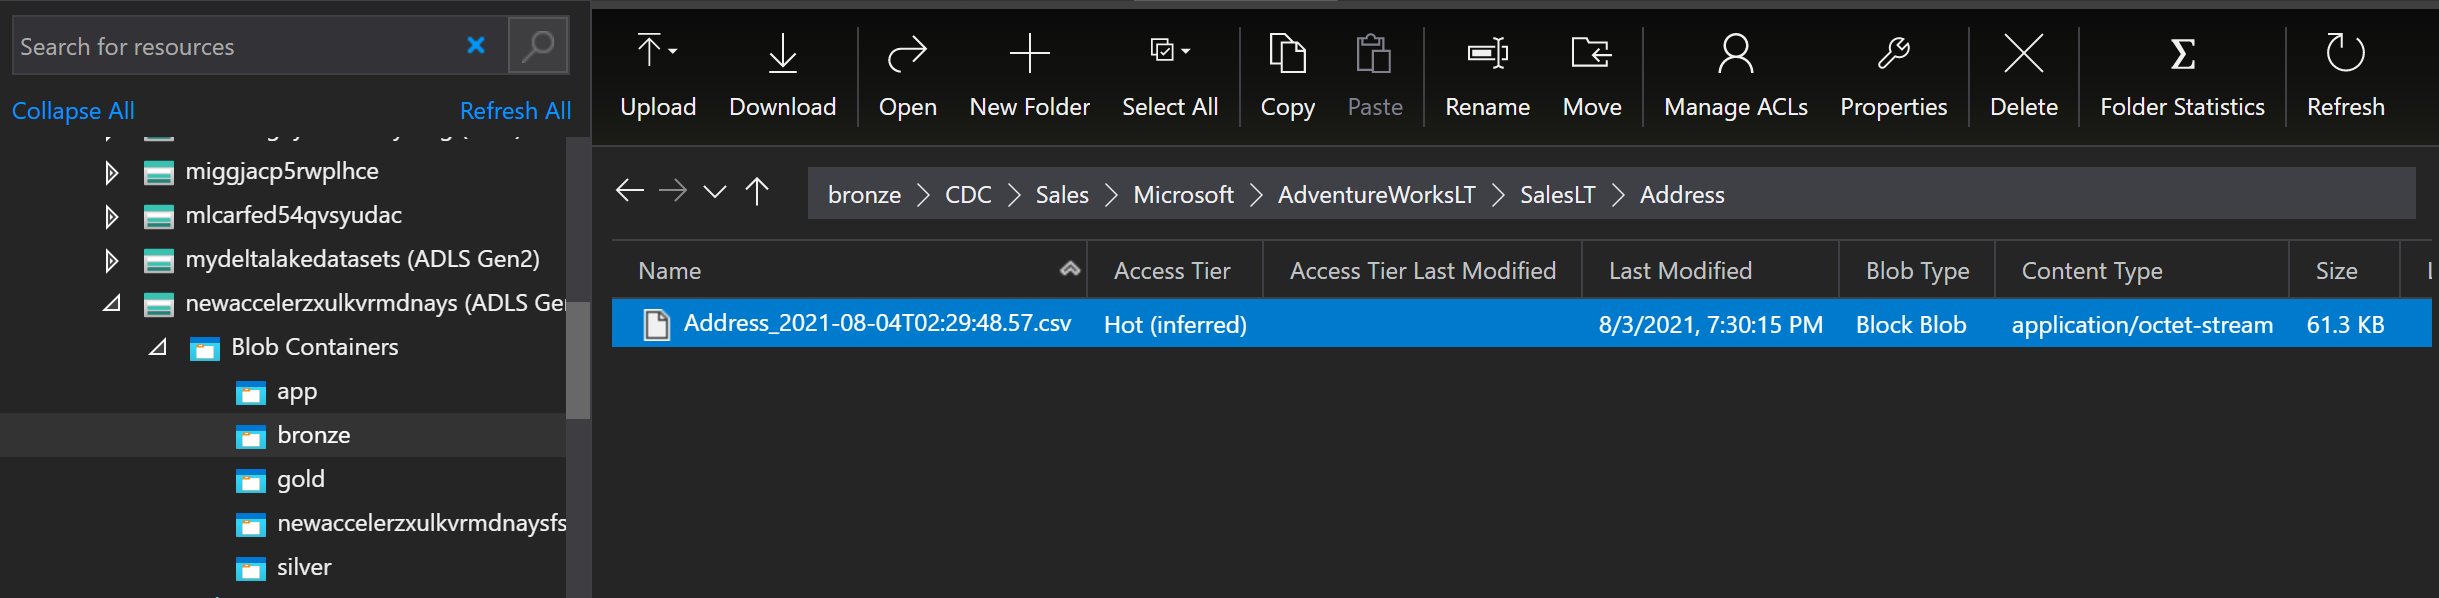 Search for resources
Collapse All Refresh All
miggjacp5rwplhce
mlcarfed54qvsyudac
mydeltalakedatasets (ADLS Gen2)
newaccelerzxulkvrmdnays (ADLS Ge
Blob Containers
app
bronze
gold
newaccelerzxulkvrmdnaysfs
silver
Upload Download Open New Folder Select All Copy Paste Rename Move Manage ACLs Properties Delete Folder Statistics Refresh
bronze CDC Sales Microsoft AdventureWorksLT SalesLT Address
Name Access Tier Access Tier Last Modified Last Modified Blob Type Content Type Size
Address_2021-08-04T02:29:48.57.csv Hot (inferred) 8/3/2021, 7:30:15 PM Block Blob application/octet-stream 61.3 KB